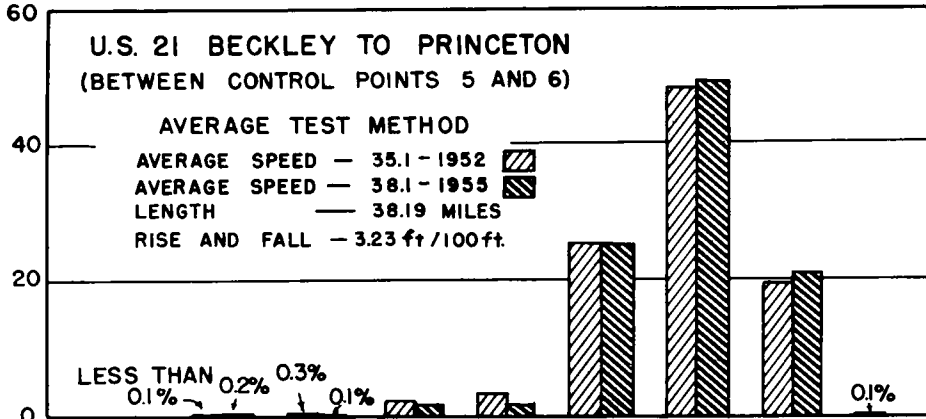 60
U.S. 21 BECKLEY TO PRINCETON
(BETWEEN CONTROL POINTS 5 AND 6)
AVERAGE TEST METHOD
40
AVERAGE SPEED — 35.1 - 1952
AVERAGE SPEED — 38.1 - 1955
LENGTH — 38.19 MILES
RISE AND FALL — 3.23 ft/100 ft.
20
LESS THAN
0.1% 0.2% 0.3% 0.1% 0.1%
0